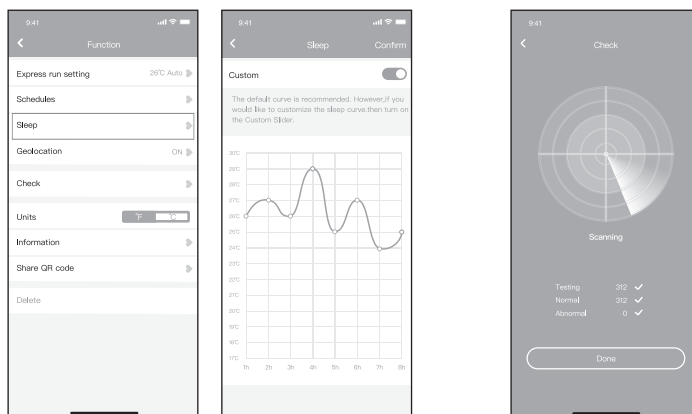 9:41
Function
Express run setting 26°C Auto
Schedules
Sleep
Geolocation ON
Check
Units °F °C
Information
Share QR code
Delete
9:41
Sleep Confirm
Custom
The default curve is recommended. However,if you
would like to customize the sleep curve.then turn on
the Custom Slider.
30°C
29°C
28°C
27°C
26°C
25°C
24°C
23°C
22°C
21°C
20°C
19°C
18°C
17°C
1h 2h 3h 4h 5h 6h 7h 8h
9:41
Check
Scanning
Testing 312
Normal 312
Abnormal 0
Done